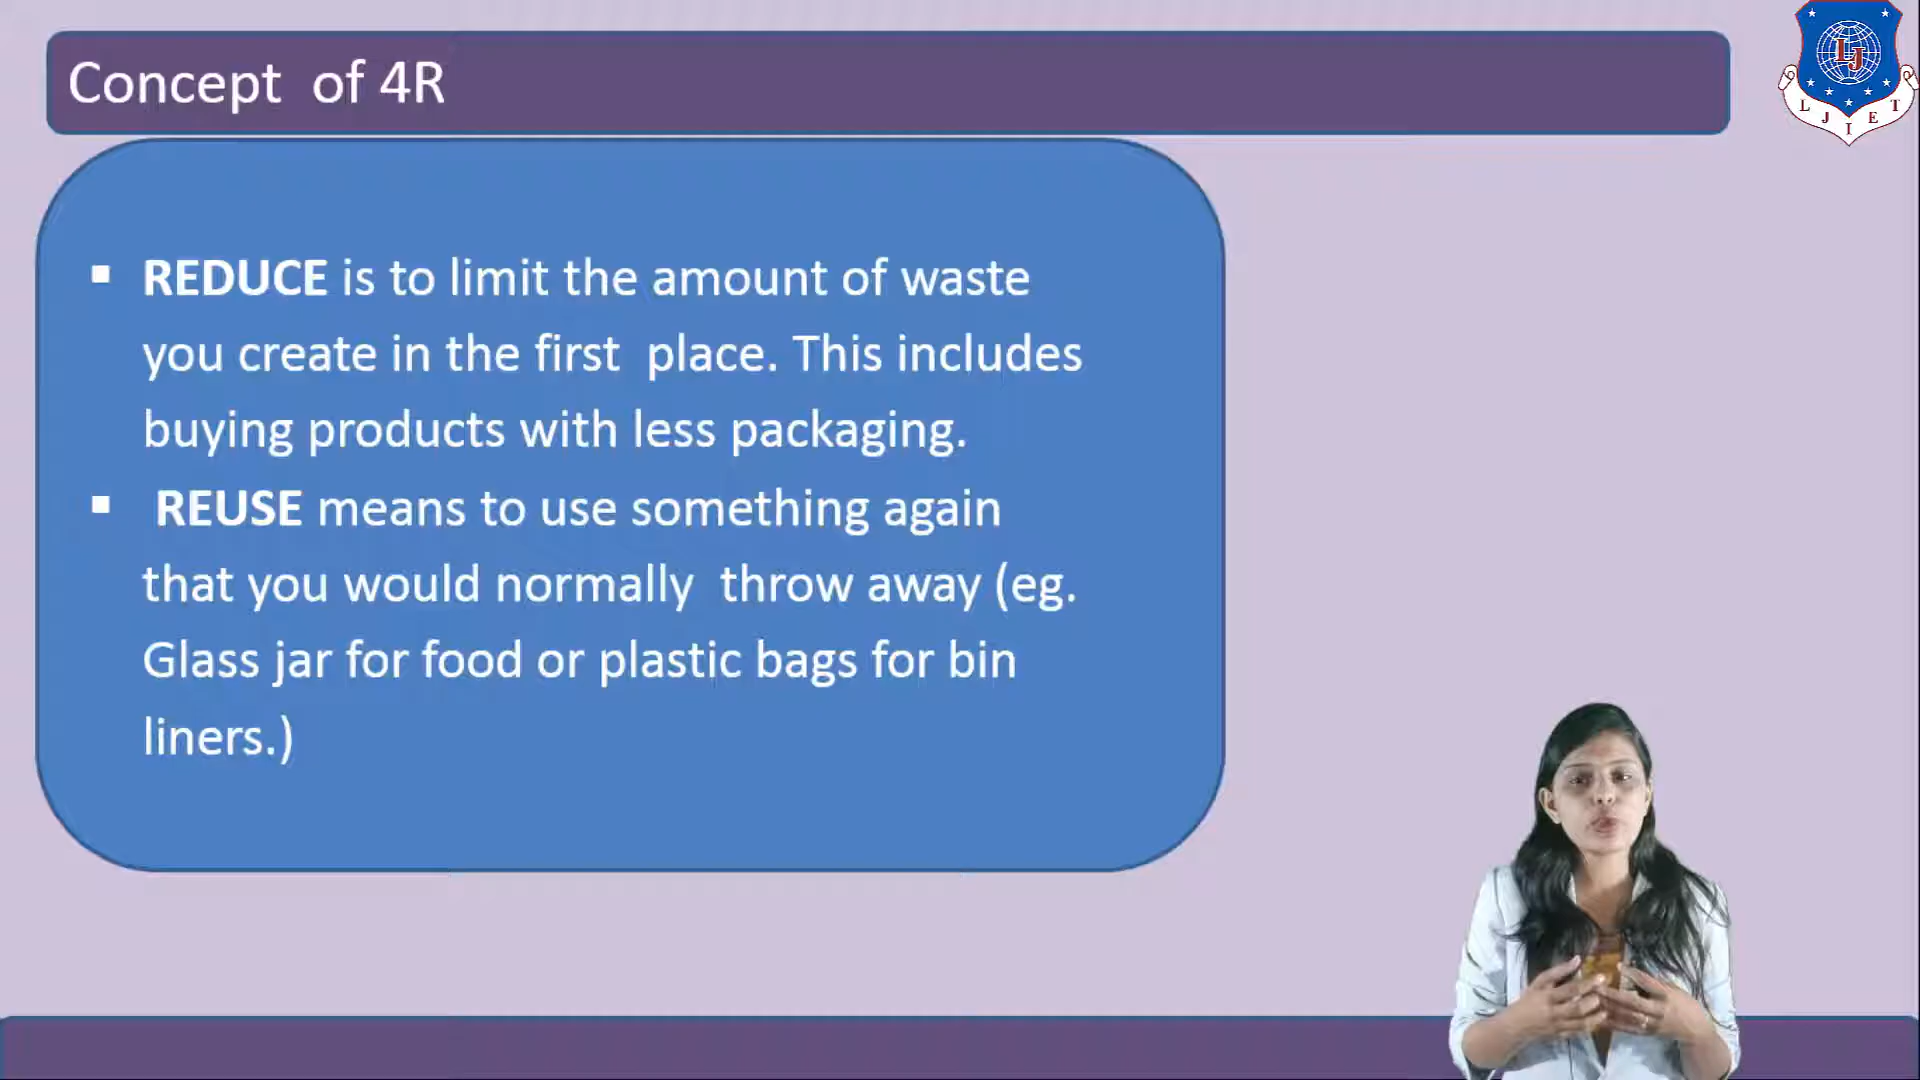 Concept of 4R
LJ
L J I E T
▪ REDUCE is to limit the amount of waste
you create in the first place. This includes
buying products with less packaging.
▪ REUSE means to use something again
that you would normally throw away (eg.
Glass jar for food or plastic bags for bin
liners.)